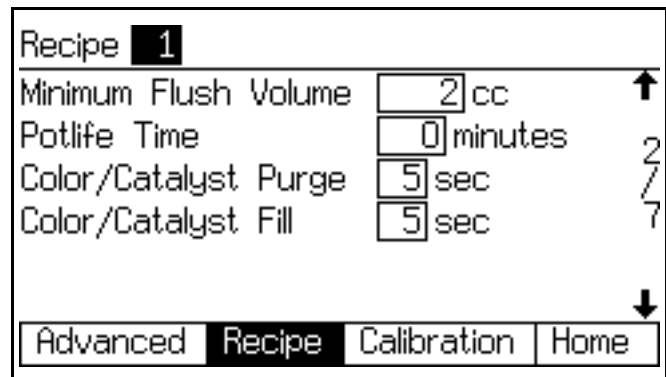 Recipe 1
Minimum Flush Volume 2 cc
Potlife Time 0 minutes
Color/Catalyst Purge 5 sec
Color/Catalyst Fill 5 sec
2/7
Advanced Recipe Calibration Home